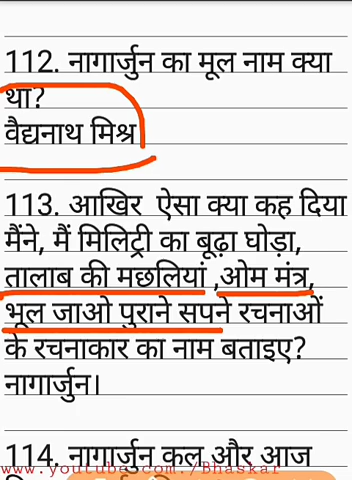 112. नागार्जुन का मूल नाम क्या
था?
वैद्यनाथ मिश्र
113. आखिर ऐसा क्या कह दिया
मैंने, मैं मिलिट्री का बूढ़ा घोड़ा,
तालाब की मछलियां ,ओम मंत्र,
भूल जाओ पुराने सपने रचनाओं
के रचनाकार का नाम बताइए?
नागार्जुन।
114. नागार्जुन कल और आज
www.youtube.com./Bhaskar